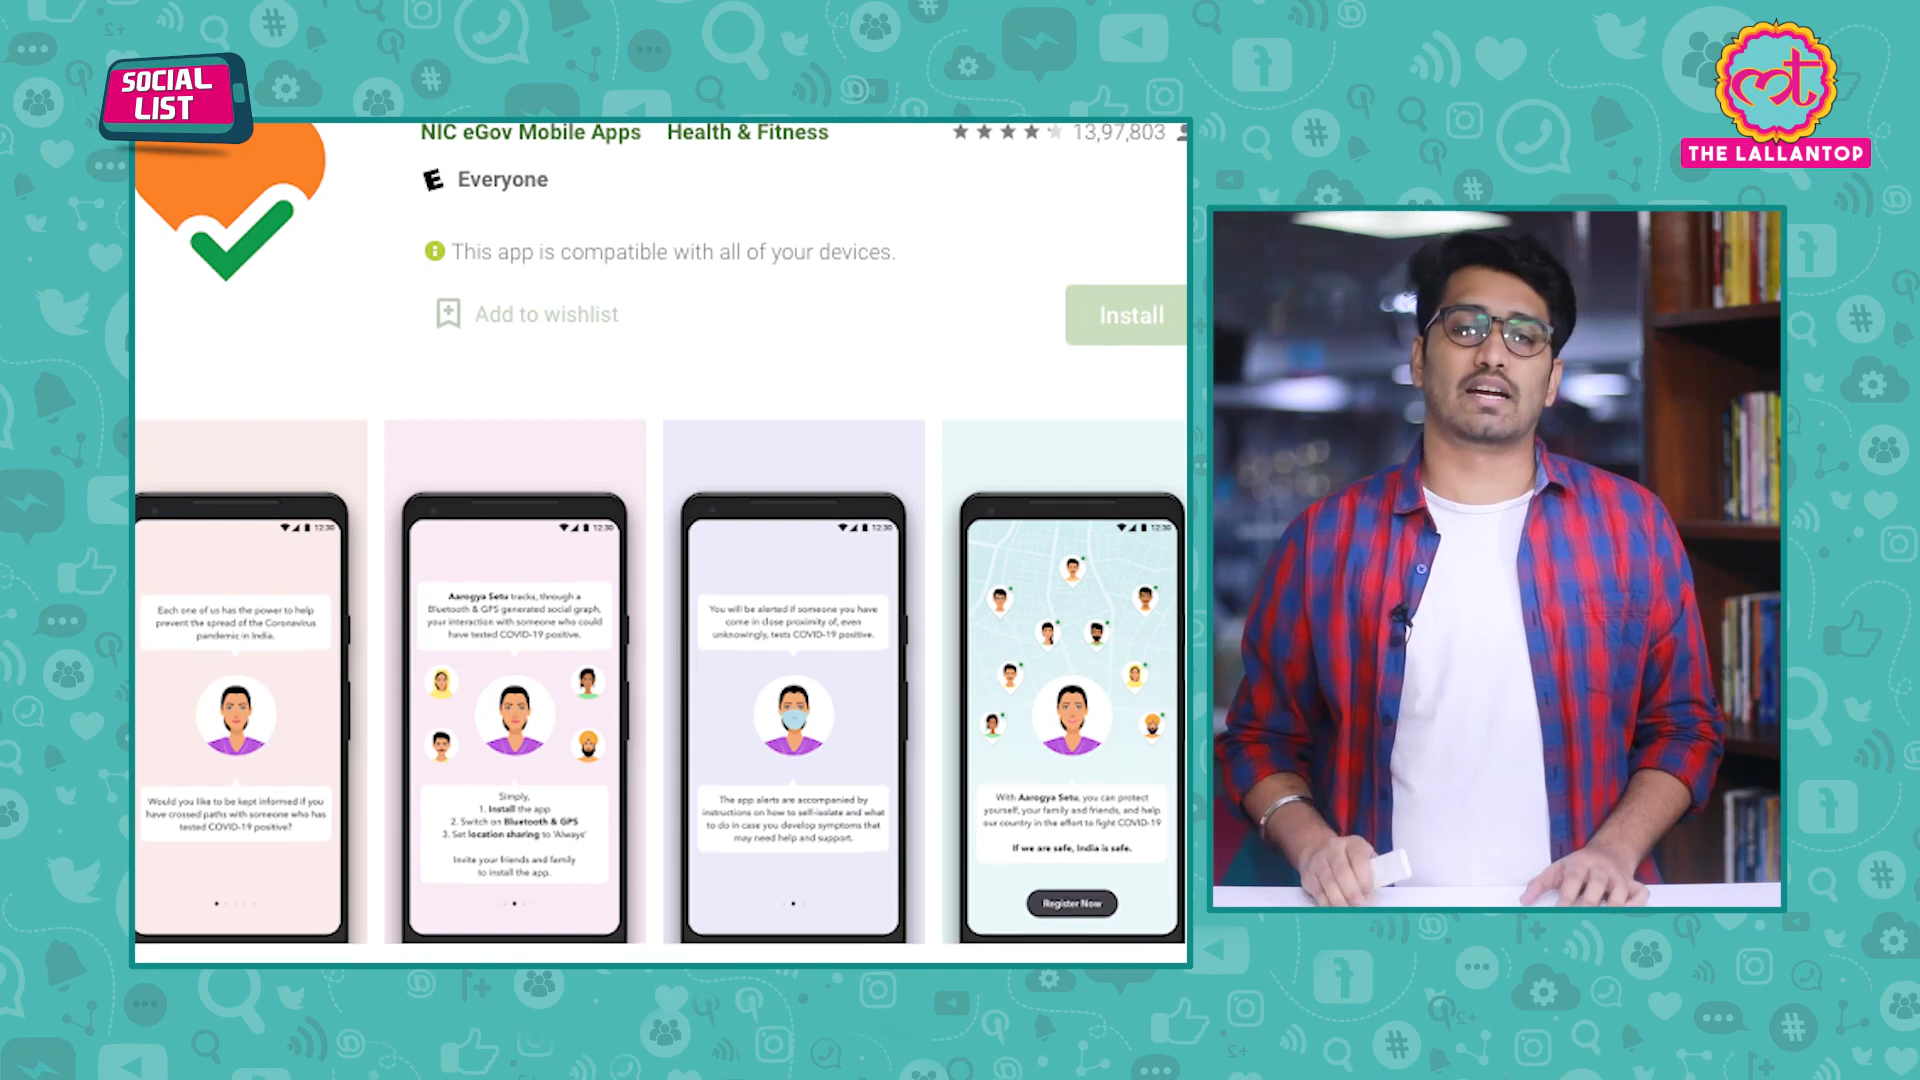 SOCIAL
LIST
मत
THE LALLANTOP
NIC eGov Mobile Apps Health & Fitness 13,97,803
E Everyone
This app is compatible with all of your devices.
Add to wishlist
Install
12:30
Each one of us has the power to help
prevent the spread of the Coronavirus
pandemic in India.
Would you like to be kept informed if you
have crossed paths with someone who has
tested COVID-19 positive?
12:30
Aarogya Setu tracks, through a
Bluetooth & GPS generated social graph,
your interaction with someone who could
have tested COVID-19 positive.
Simply,
1. Install the app
2. Switch on Bluetooth & GPS
3. Set location sharing to 'Always'
Invite your friends and family
to install the app.
12:30
You will be alerted if someone you have
come in close proximity of, even
unknowingly, tests COVID-19 positive.
The app alerts are accompanied by
instructions on how to self-isolate and what
to do in case you develop symptoms that
may need help and support.
12:30
With Aarogya Setu, you can protect
yourself, your family and friends, and help
our country in the effort to fight COVID-19
If we are safe, India is safe.
Register Now